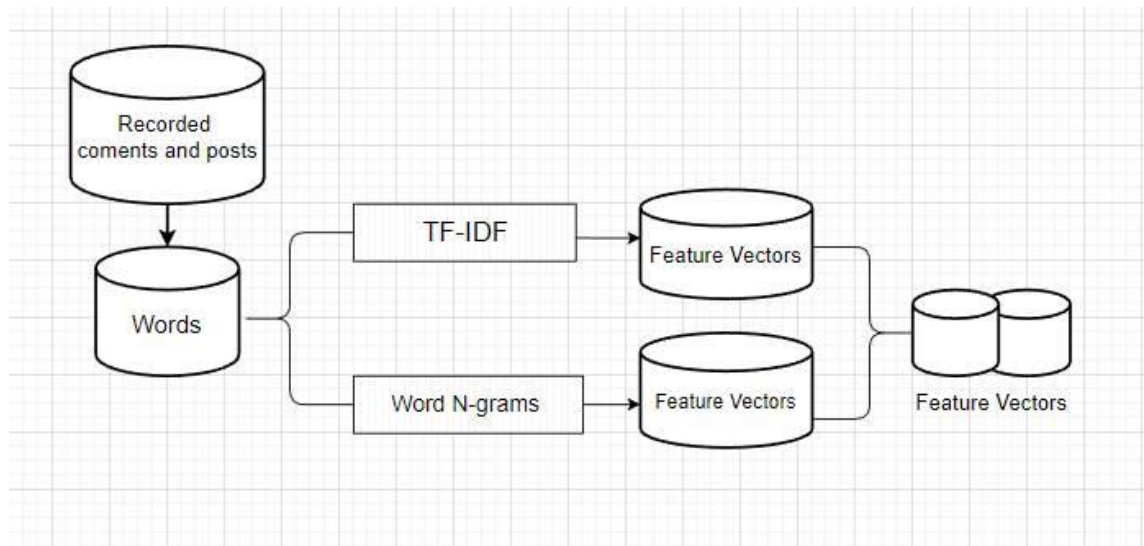 Recorded
coments and posts
Words
TF-IDF
Feature Vectors
Word N-grams
Feature Vectors
Feature Vectors